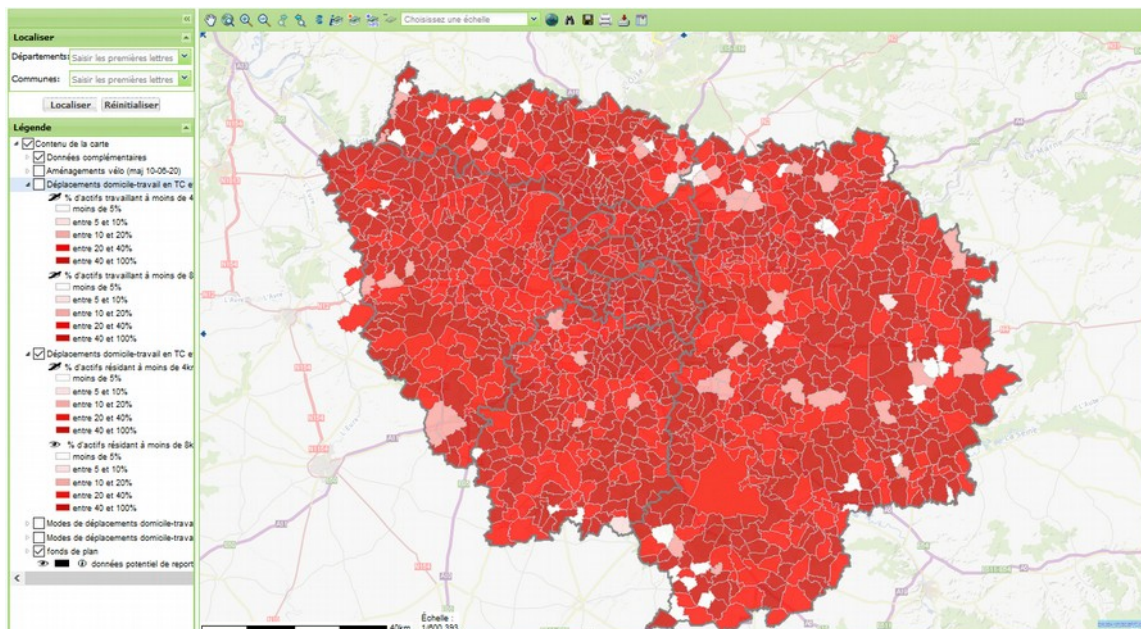 Choisissez une échelle
Localiser
Départements: Saisir les premières lettres
Communes: Saisir les premières lettres
Localiser Réinitialiser
Légende
Contenu de la carte
Données complémentaires
Aménagements vélo (maj 10-06-20)
Déplacements domicile-travail en TC e
% d'actifs travaillant à moins de 4
moins de 5%
entre 5 et 10%
entre 10 et 20%
entre 20 et 40%
entre 40 et 100%
% d'actifs travaillant à moins de 8
moins de 5%
entre 5 et 10%
entre 10 et 20%
entre 20 et 40%
entre 40 et 100%
Déplacements domicile-travail en TC e
% d'actifs résidant à moins de 4k
moins de 5%
entre 5 et 10%
entre 10 et 20%
entre 20 et 40%
entre 40 et 100%
% d'actifs résidant à moins de 8k
moins de 5%
entre 5 et 10%
entre 10 et 20%
entre 20 et 40%
entre 40 et 100%
Modes de déplacements domicile-trava
Modes de déplacements domicile-trava
fonds de plan
données potentiel de report
40km
Échelle :
1/600 393